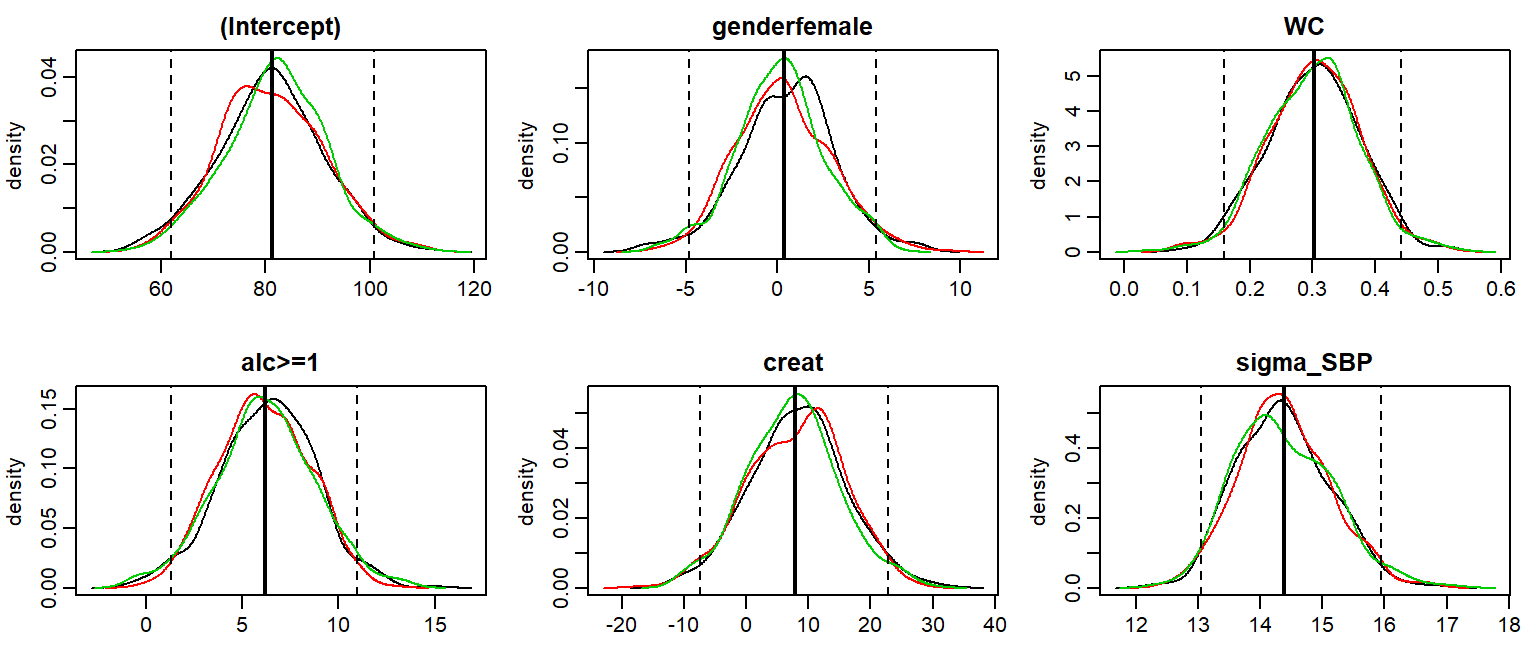 (Intercept)
density
0.00 0.02 0.04
60 80 100 120
genderfemale
density
0.00 0.10
-10 -5 0 5 10
WC
density
0 1 2 3 4 5
0.0 0.1 0.2 0.3 0.4 0.5 0.6
alc>=1
density
0.00 0.05 0.10 0.15
0 5 10 15
creat
density
0.00 0.02 0.04
-20 -10 0 10 20 30 40
sigma_SBP
density
0.0 0.2 0.4
12 13 14 15 16 17 18